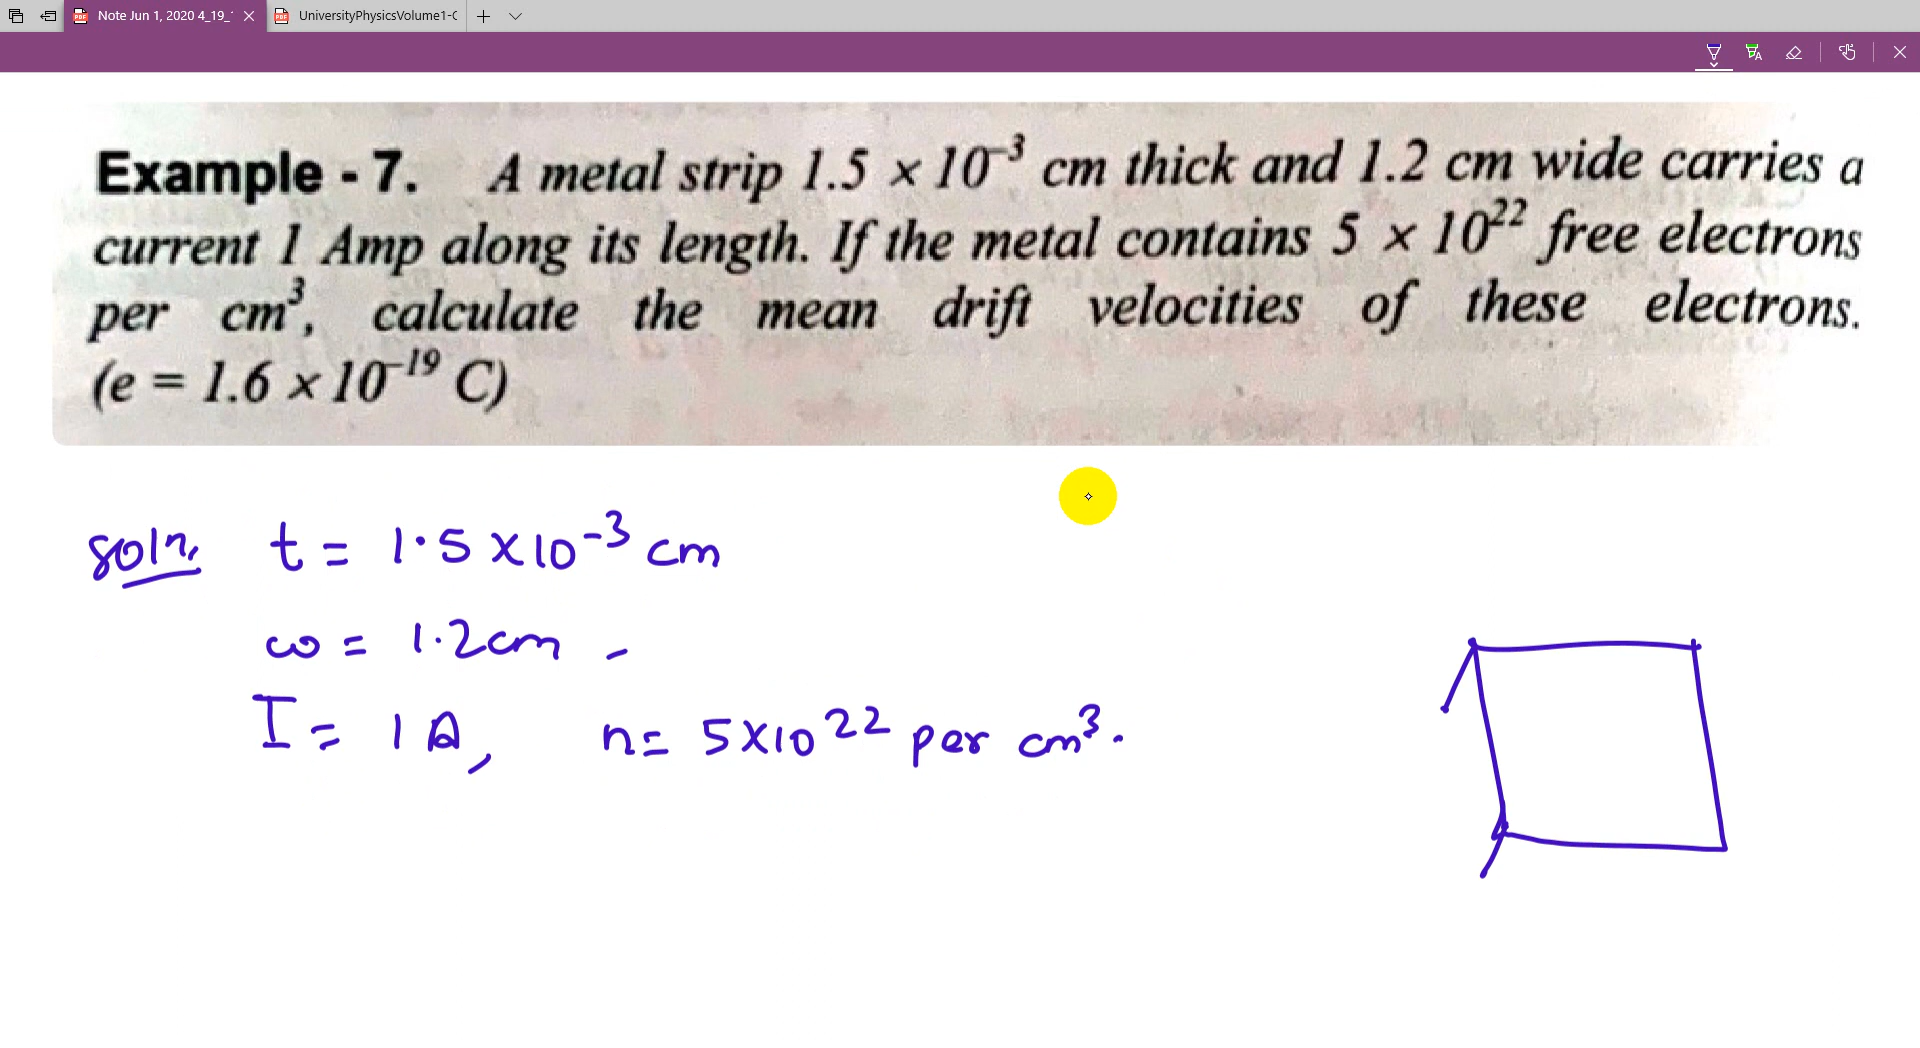 Note Jun 1, 2020 4_19_
UniversityPhysicsVolume1-C
Example - 7. A metal strip 1.5 × 10⁻³ cm thick and 1.2 cm wide carries a
current 1 Amp along its length. If the metal contains 5 × 10²² free electrons
per cm³, calculate the mean drift velocities of these electrons.
(e = 1.6 × 10⁻¹⁹ C)
soln. t = 1.5 × 10⁻³ cm
ω = 1.2cm
I = 1 A, n = 5×10²² per cm³.